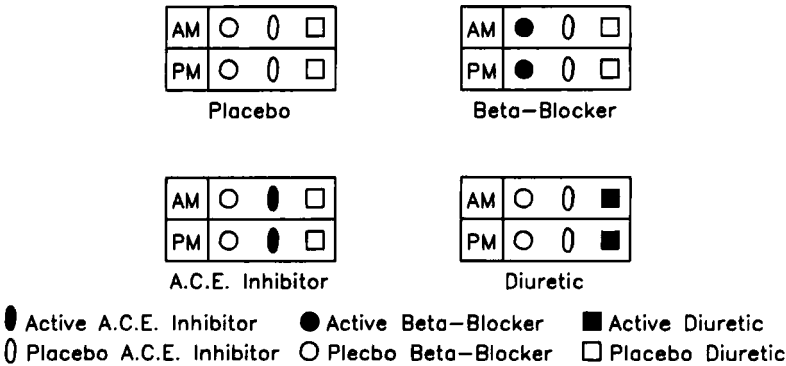 AM AM
PM PM
Placebo Beta-Blocker
AM AM
PM PM
A.C.E. Inhibitor Diuretic
Active A.C.E. Inhibitor Active Beta-Blocker Active Diuretic
Placebo A.C.E. Inhibitor Plecbo Beta-Blocker Placebo Diuretic